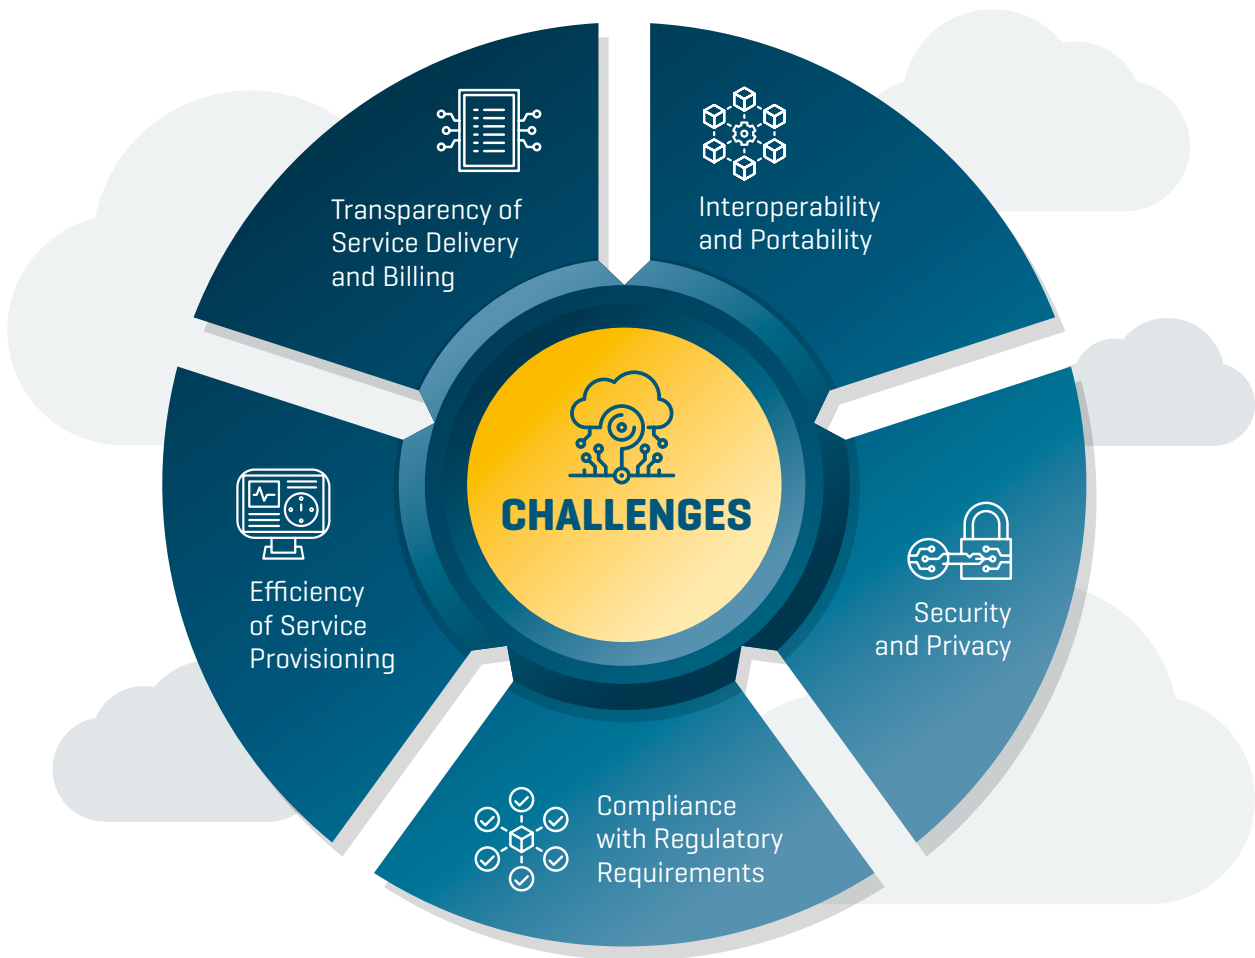 Transparency of
Service Delivery
and Billing
Interoperability
and Portability
CHALLENGES
Efficiency
of Service
Provisioning
Security
and Privacy
Compliance
with Regulatory
Requirements